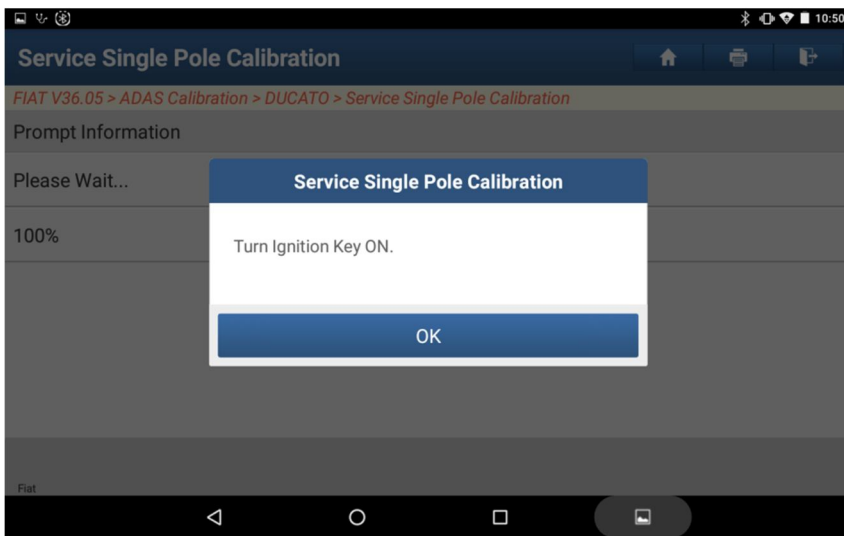 10:50
Service Single Pole Calibration
FIAT V36.05 > ADAS Calibration > DUCATO > Service Single Pole Calibration
Prompt Information
Please Wait...
100%
Service Single Pole Calibration
Turn Ignition Key ON.
OK
Fiat